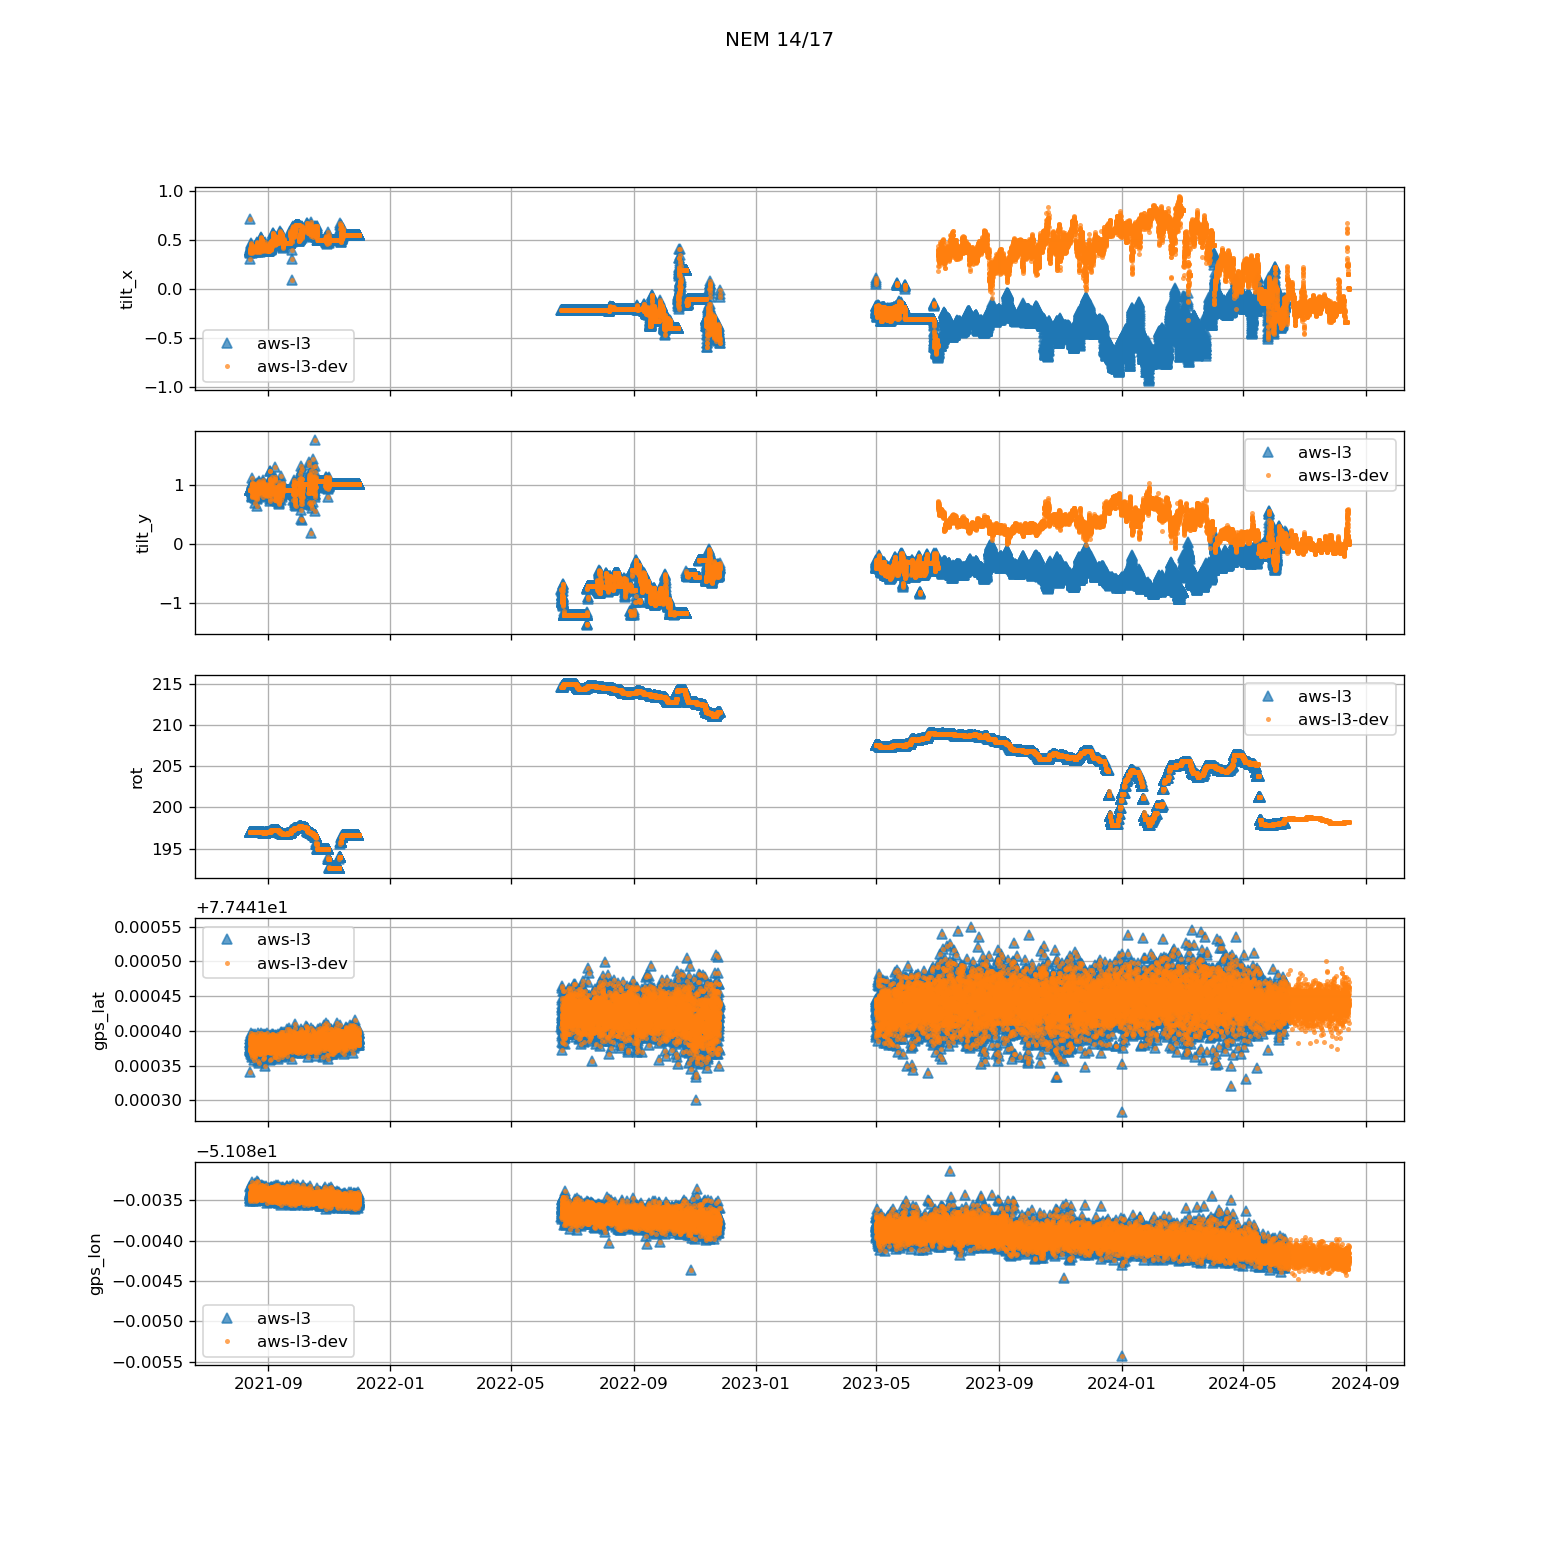 NEM 14/17
1.0
0.5
0.0
−0.5
−1.0
tilt_x
aws-l3
aws-l3-dev
1
0
−1
tilt_y
aws-l3
aws-l3-dev
215
210
205
200
195
rot
aws-l3
aws-l3-dev
+7.7441e1
0.00055
0.00050
0.00045
0.00040
0.00035
0.00030
gps_lat
aws-l3
aws-l3-dev
−5.108e1
−0.0035
−0.0040
−0.0045
−0.0050
−0.0055
gps_lon
aws-l3
aws-l3-dev
2021-09 2022-01 2022-05 2022-09 2023-01 2023-05 2023-09 2024-01 2024-05 2024-09